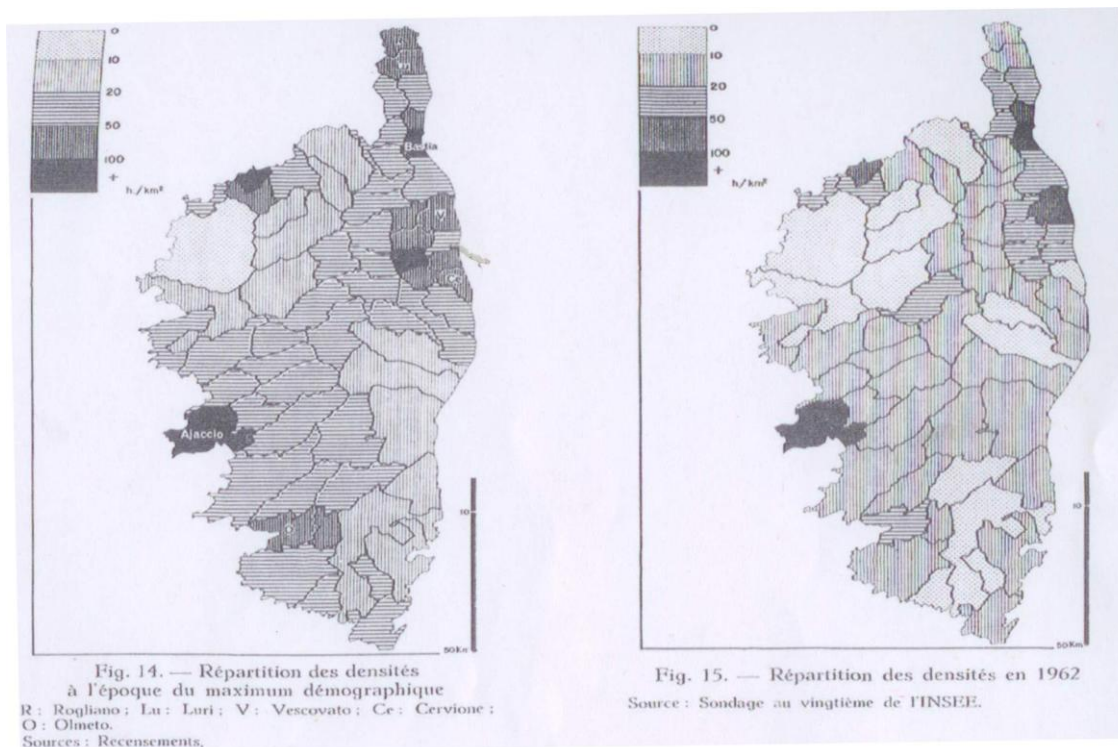 0
10
20
50
100
+
h./km²
Bastia
V
Ce
Ajaccio
O
10
50Km
Fig. 14. — Répartition des densités
à l'époque du maximum démographique
R : Rogliano ; Lu : Luri ; V : Vescovato ; Ce : Cervione ;
O : Olmeto.
Sources : Recensements.
0
10
20
50
100
+
h/km²
10
50Km
Fig. 15. — Répartition des densités en 1962
Source : Sondage au vingtième de l'INSEE.